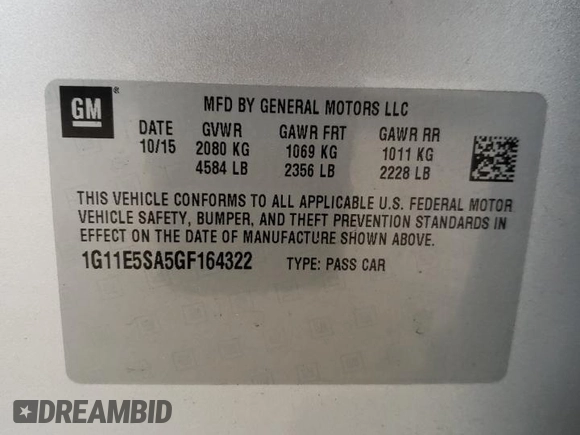 GM ®
MFD BY GENERAL MOTORS LLC
DATE GVWR GAWR FRT GAWR RR
10/15 2080 KG 1069 KG 1011 KG
4584 LB 2356 LB 2228 LB
THIS VEHICLE CONFORMS TO ALL APPLICABLE U.S. FEDERAL MOTOR
VEHICLE SAFETY, BUMPER, AND THEFT PREVENTION STANDARDS IN
EFFECT ON THE DATE OF MANUFACTURE SHOWN ABOVE.
1G11E5SA5GF164322 TYPE: PASS CAR
DREAMBID